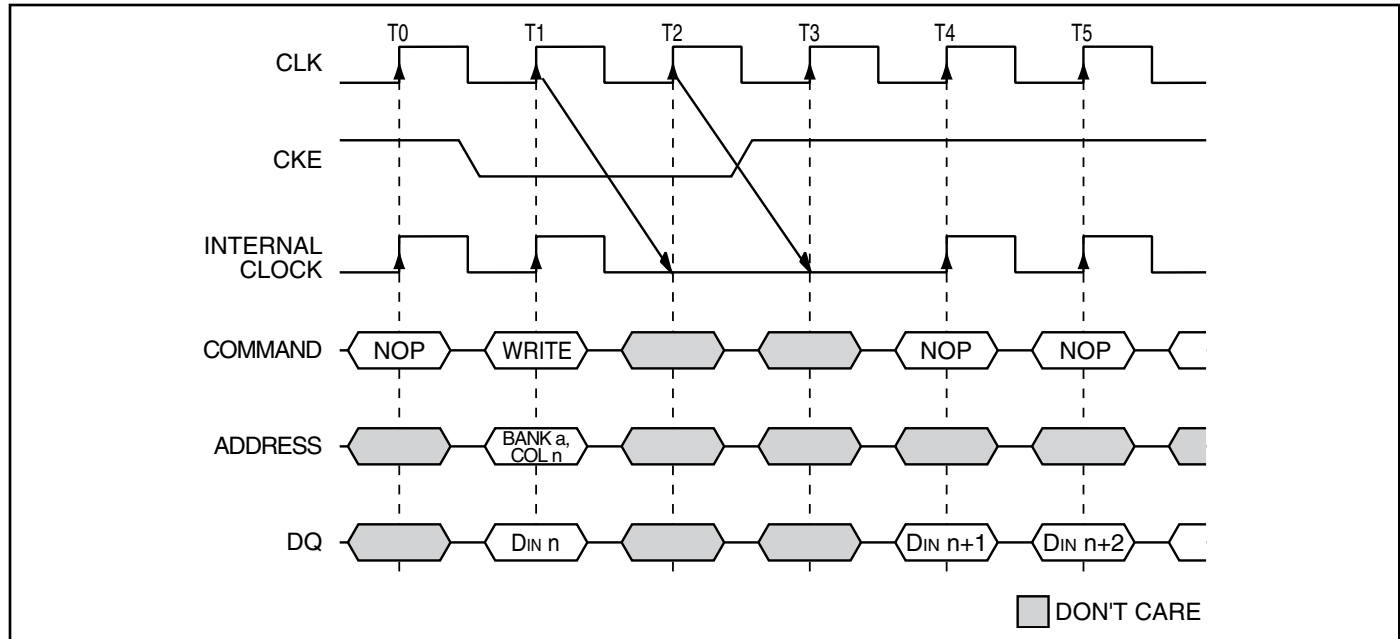 T0 T1 T2 T3 T4 T5
CLK
CKE
INTERNAL
CLOCK
COMMAND NOP WRITE NOP NOP
ADDRESS BANK a,
COL n
DQ DIN n DIN n+1 DIN n+2
DON'T CARE